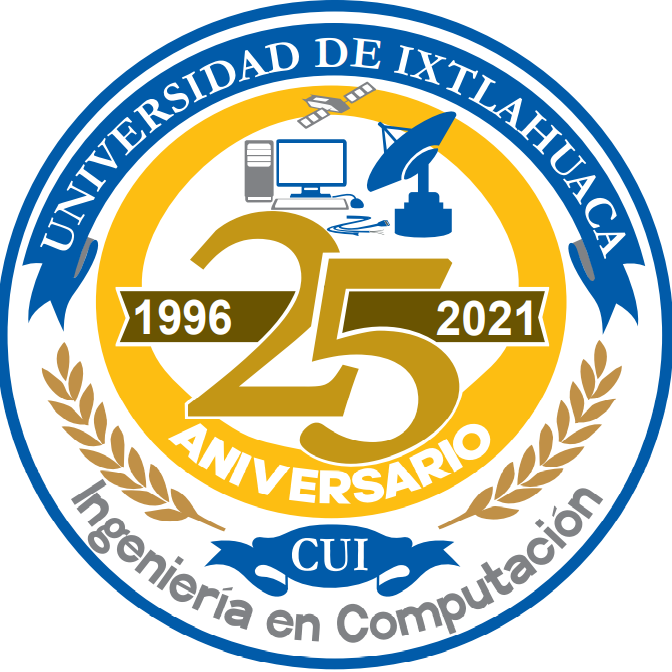 UNIVERSIDAD DE IXTLAHUACA
25
1996
2021
ANIVERSARIO
CUI
Ingeniería en Computación